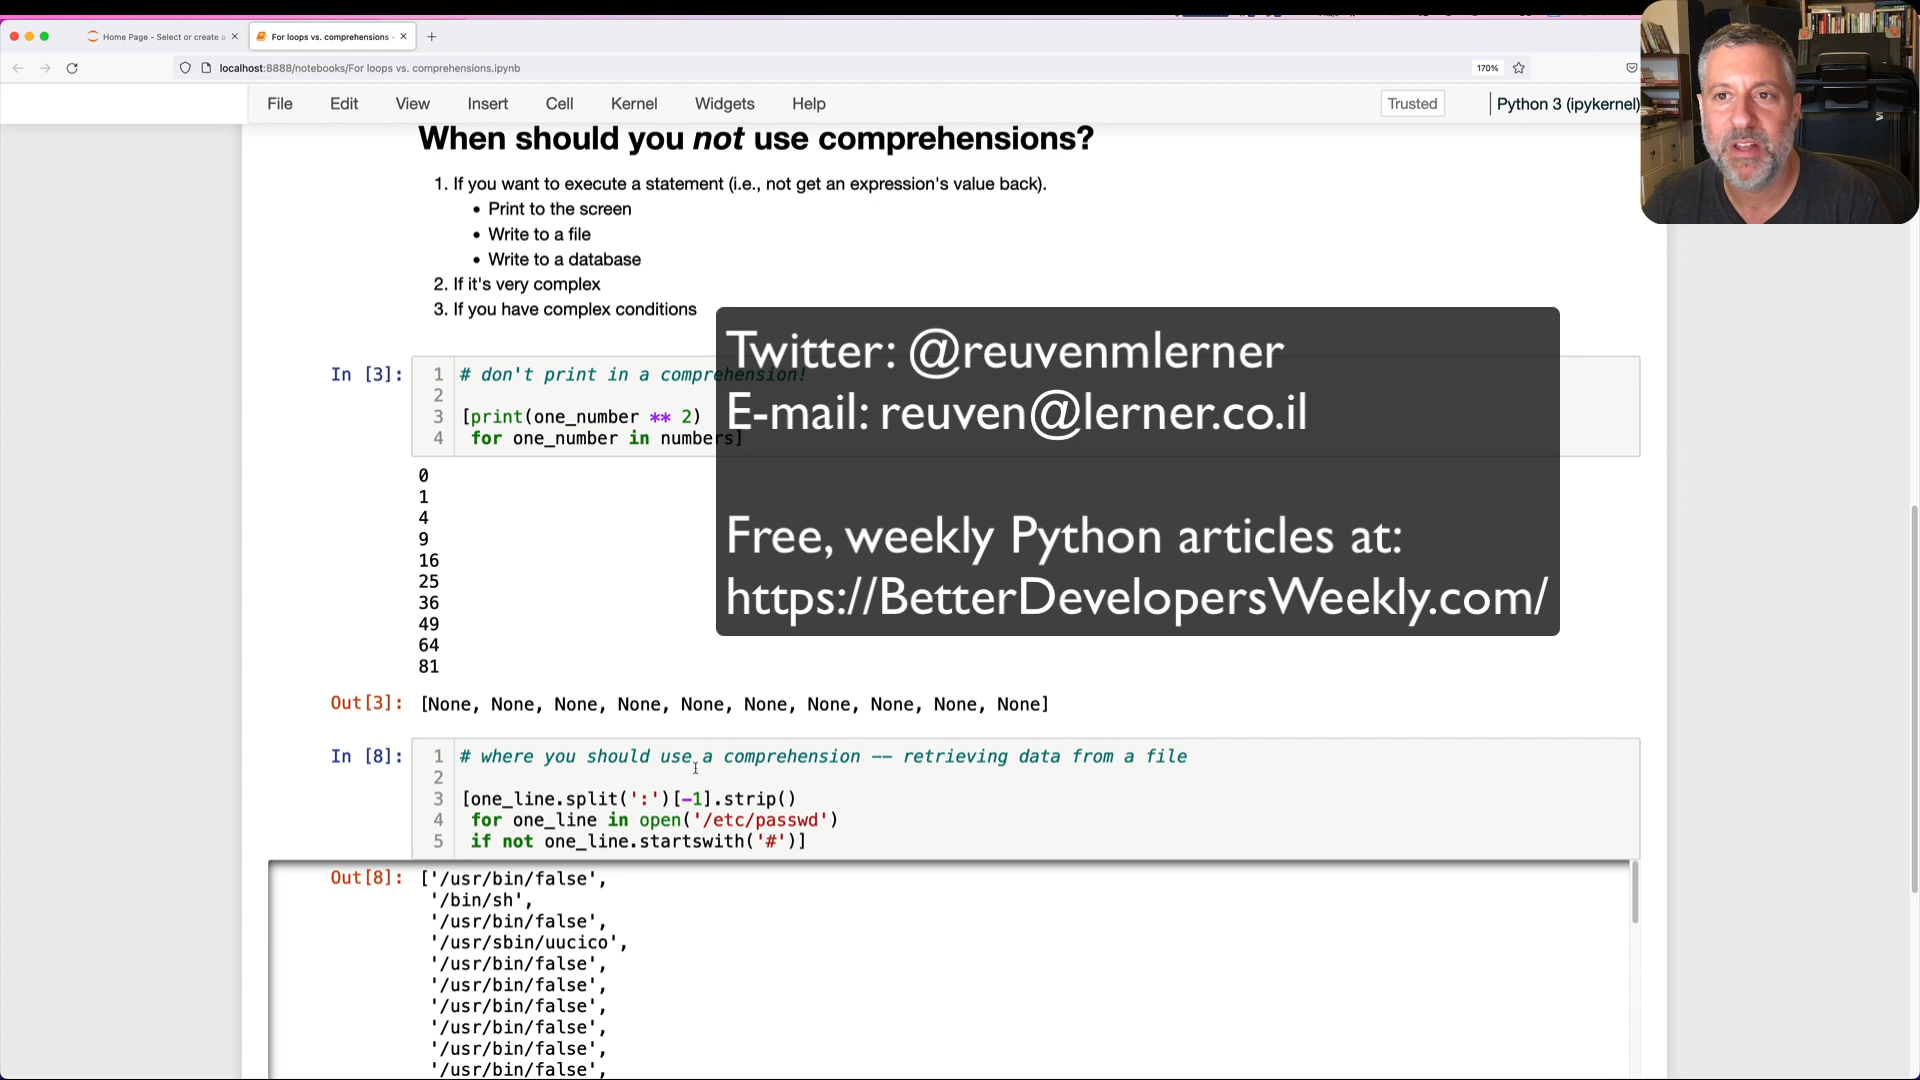 Home Page - Select or create a
For loops vs. comprehensions -
localhost:8888/notebooks/For loops vs. comprehensions.ipynb
170%
File Edit View Insert Cell Kernel Widgets Help
Trusted
Python 3 (ipykernel)
When should you not use comprehensions?
1. If you want to execute a statement (i.e., not get an expression's value back).
• Print to the screen
• Write to a file
• Write to a database
2. If it's very complex
3. If you have complex conditions
Twitter: @reuvenmlerner
E-mail: reuven@lerner.co.il
Free, weekly Python articles at:
https://BetterDevelopersWeekly.com/
In [3]:
1 # don't print in a comprehension!
2
3 [print(one_number ** 2)
4 for one_number in numbers]
0
1
4
9
16
25
36
49
64
81
Out[3]: [None, None, None, None, None, None, None, None, None, None]
In [8]:
1 # where you should use a comprehension -- retrieving data from a file
2
3 [one_line.split(':')[-1].strip()
4 for one_line in open('/etc/passwd')
5 if not one_line.startswith('#')]
Out[8]: ['/usr/bin/false',
'/bin/sh',
'/usr/bin/false',
'/usr/sbin/uucico',
'/usr/bin/false',
'/usr/bin/false',
'/usr/bin/false',
'/usr/bin/false',
'/usr/bin/false',
'/usr/bin/false',